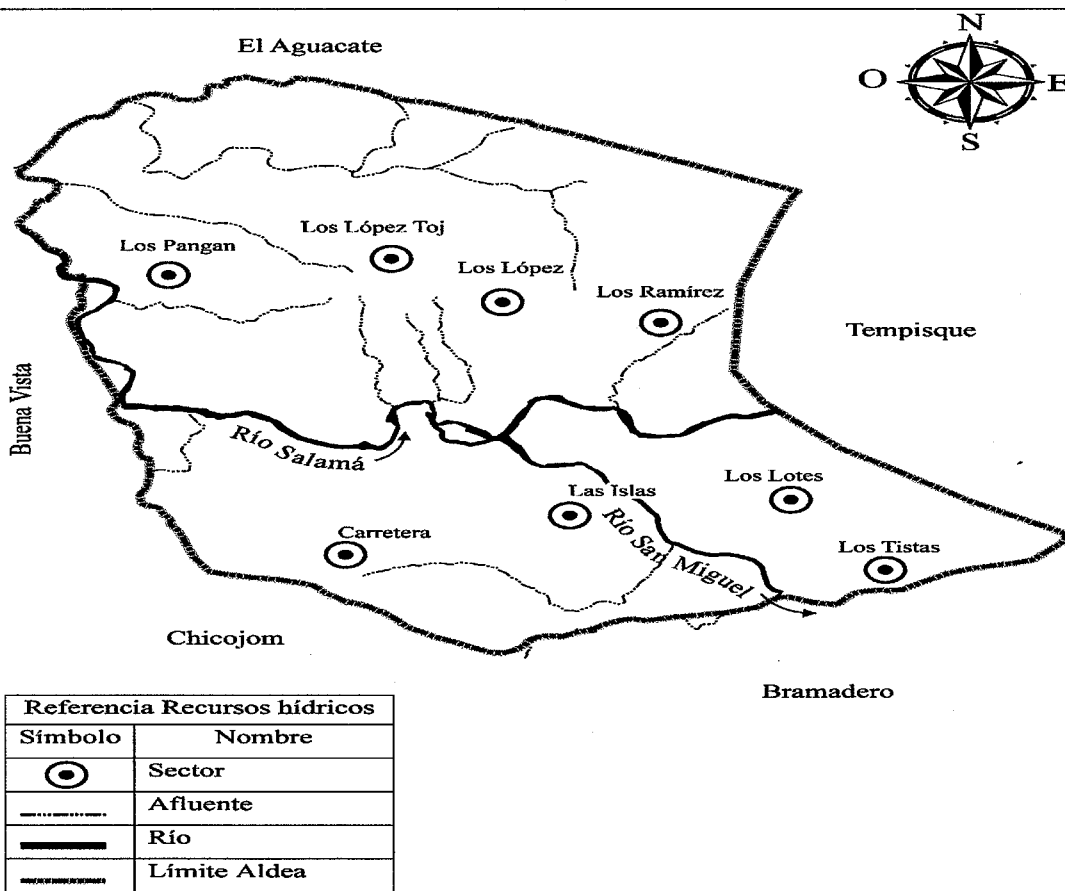 El Aguacate
N
O
E
S
Los Pangan
Los López Toj
Los López
Los Ramírez
Tempisque
Buena Vista
Río Salamá
Las Islas
Los Lotes
Carretera
Río San Miguel
Los Tistas
Chicojom
Bramadero
Referencia Recursos hídricos
Símbolo Nombre
Sector
Afluente
Río
Límite Aldea